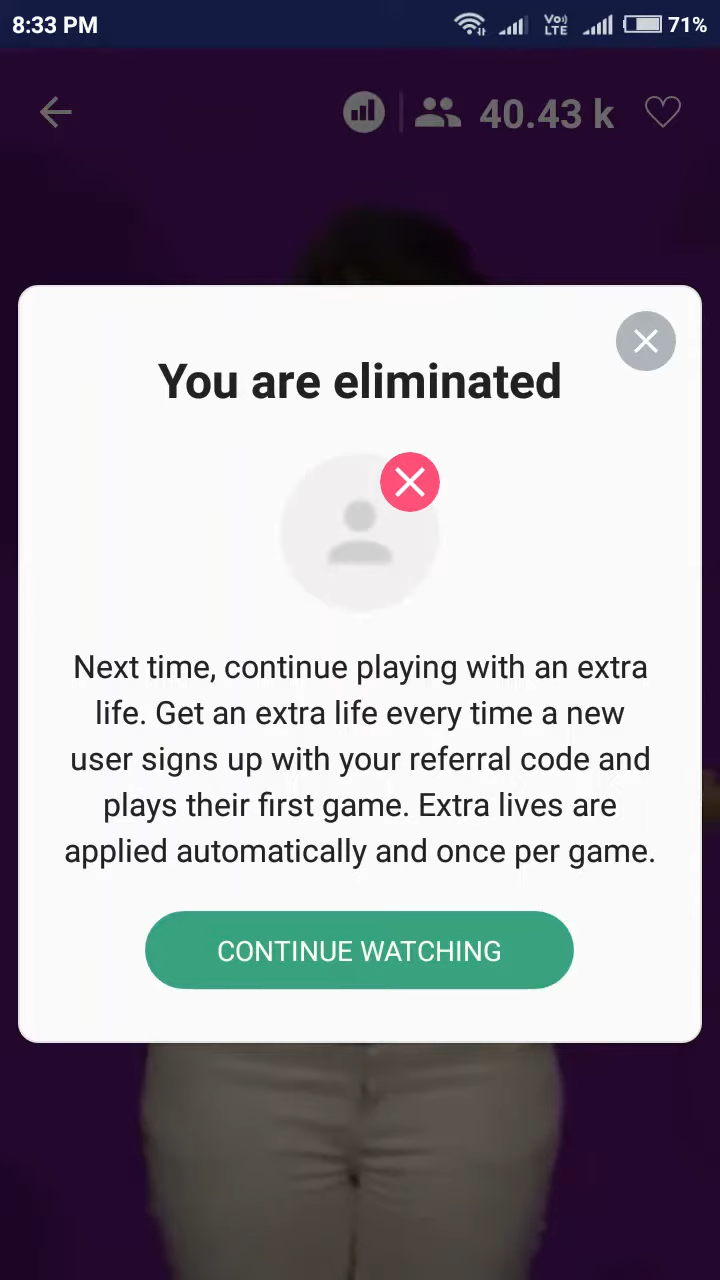 8:33 PM Vo) LTE 71%
40.43 k
You are eliminated
Next time, continue playing with an extra
life. Get an extra life every time a new
user signs up with your referral code and
plays their first game. Extra lives are
applied automatically and once per game.
CONTINUE WATCHING